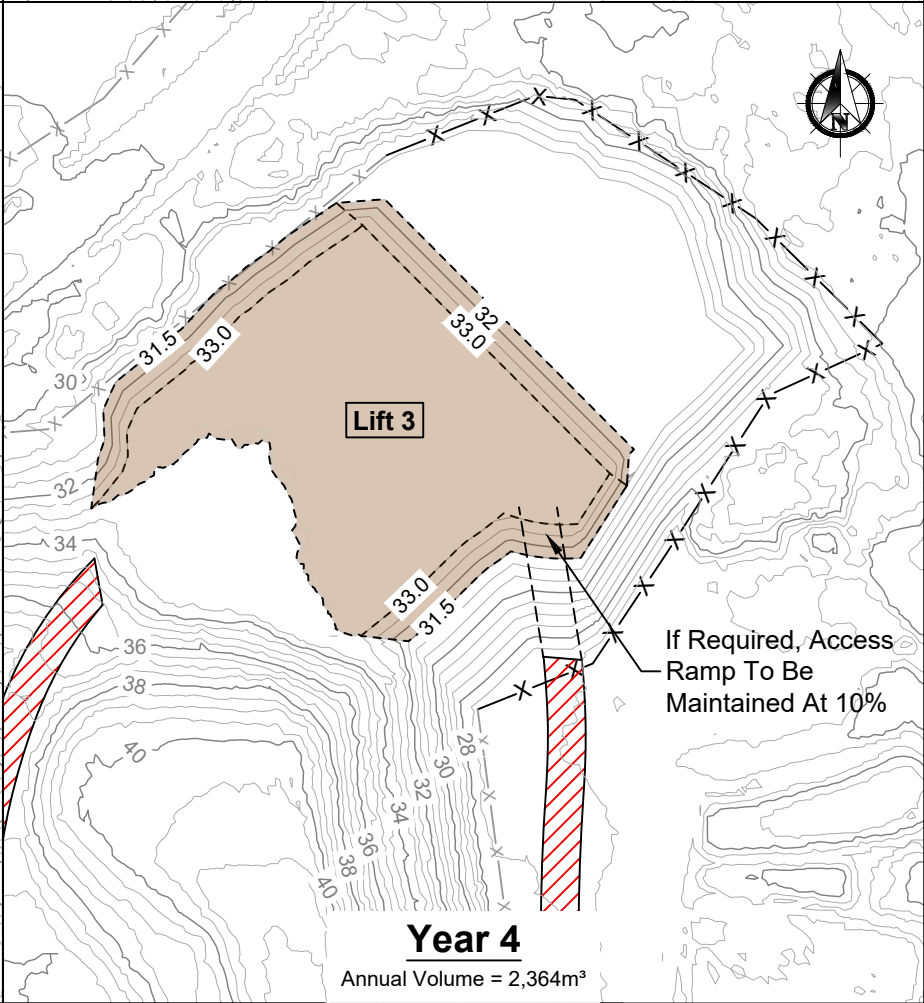 N
32
33.0
31.5
33.0
30
Lift 3
32
34
33.0
31.5
36
If Required, Access
Ramp To Be
Maintained At 10%
38
40
28
30
32
34
36
38
40
Year 4
Annual Volume = 2,364m³